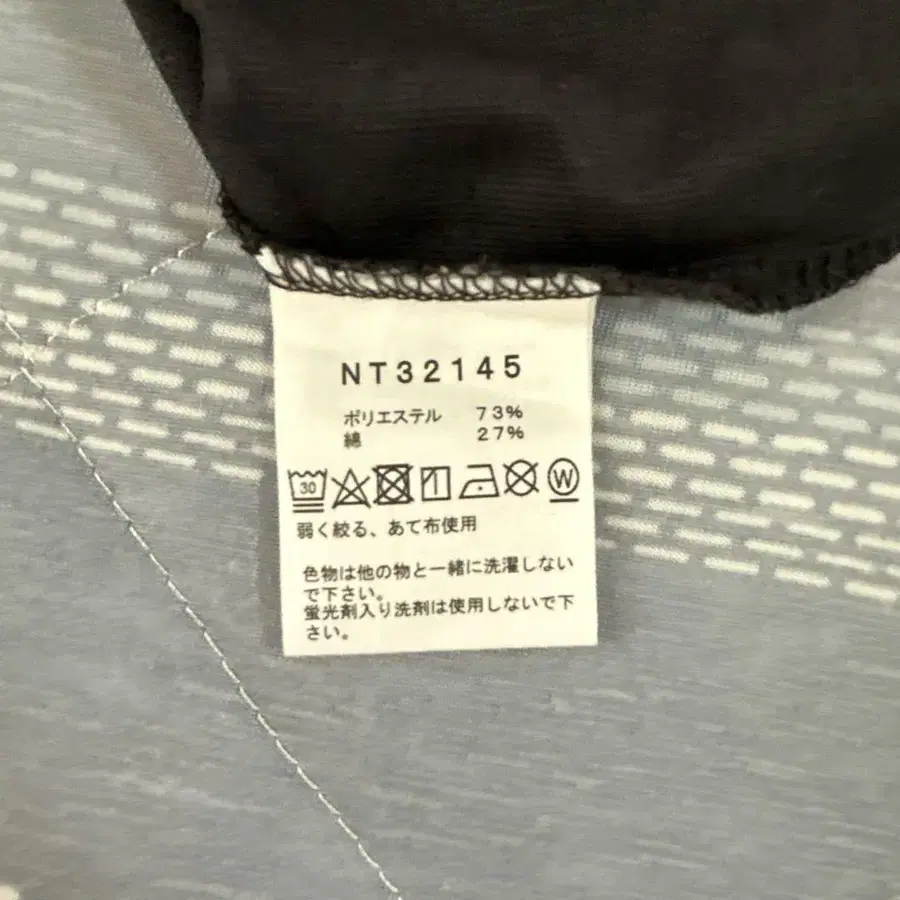 NT32145
ポリエステル 73%
綿 27%
30 W
弱く絞る、あて布使用
色物は他の物と一緒に洗濯しない
で下さい。
蛍光剤入り洗剤は使用しないで下
さい。